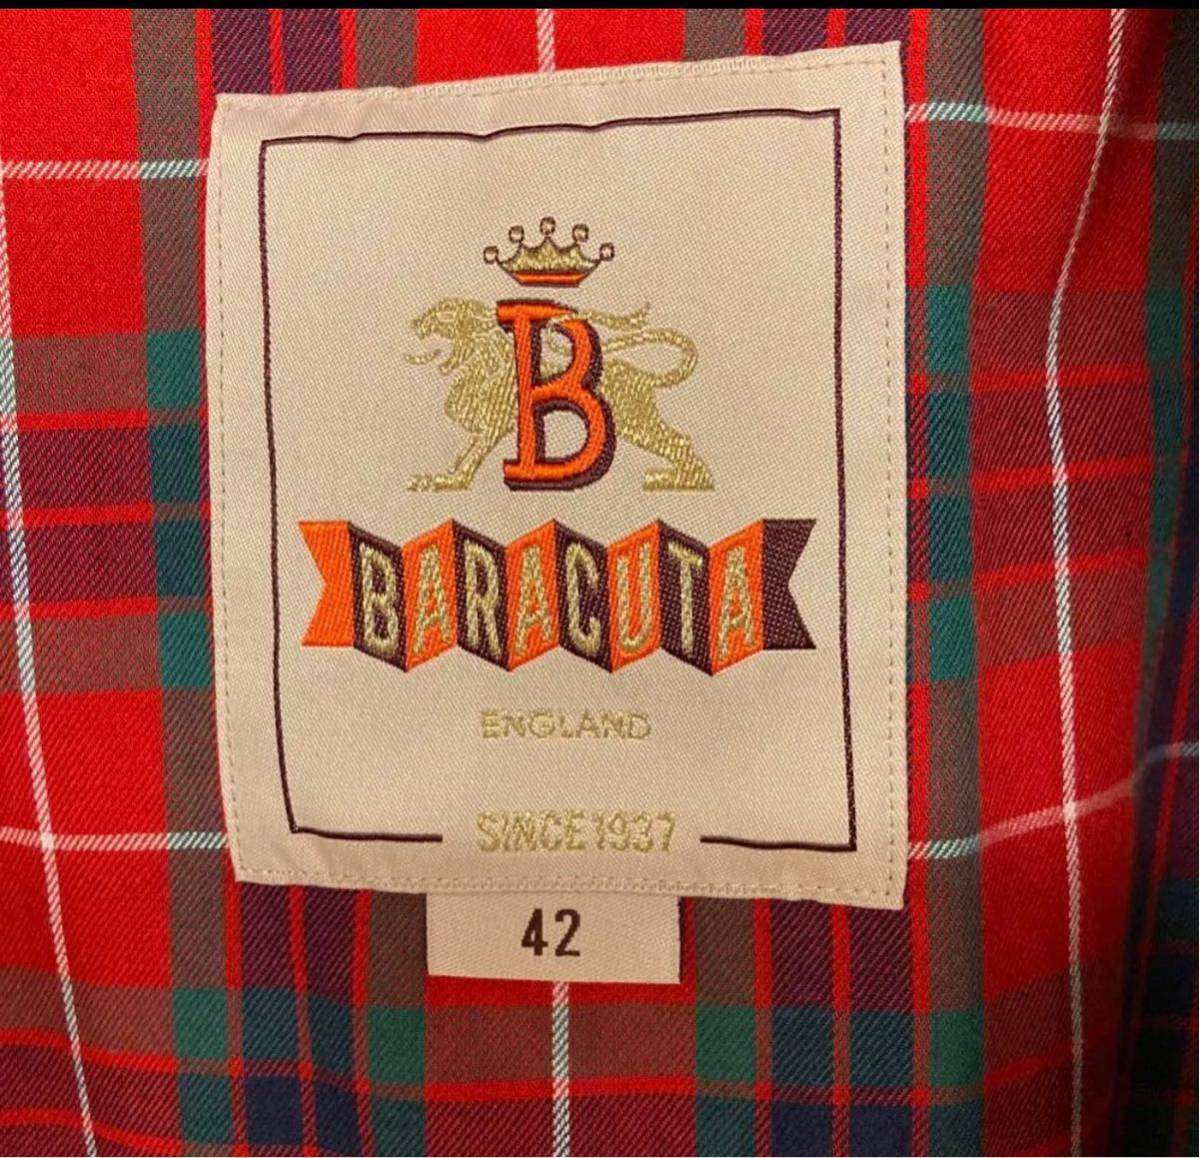 B
BARACUTA
ENGLAND
SINCE 1937
42